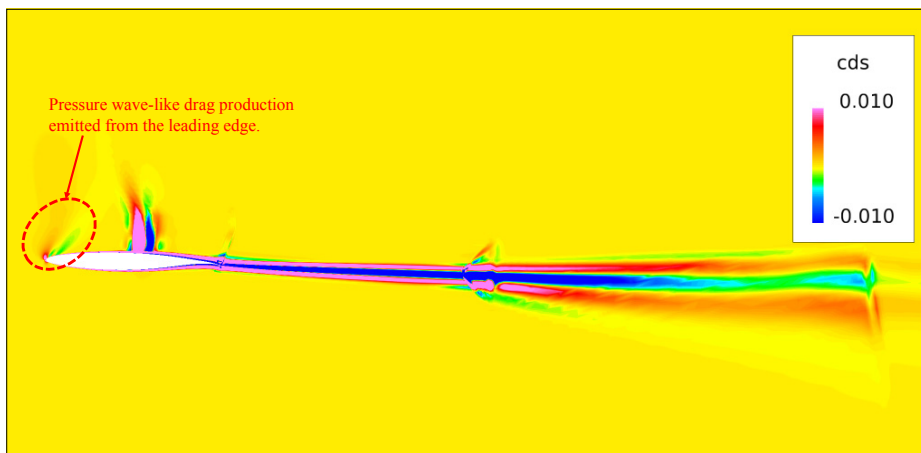 Pressure wave-like drag production
emitted from the leading edge.
cds
0.010
-0.010